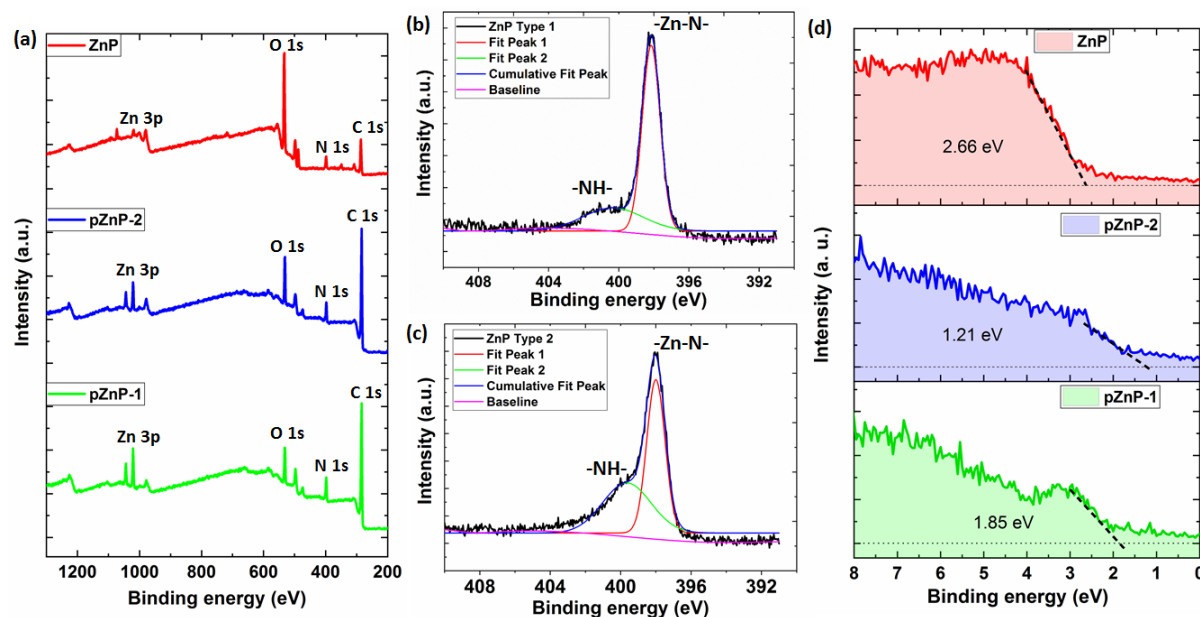 (a)
ZnP
O 1s
Zn 3p
N 1s
C 1s
pZnP-2
C 1s
O 1s
Zn 3p
N 1s
pZnP-1
C 1s
Zn 3p
O 1s
N 1s
Intensity (a.u.)
1200 1000 800 600 400 200
Binding energy (eV)
(b)
ZnP Type 1
Fit Peak 1
Fit Peak 2
Cumulative Fit Peak
Baseline
-Zn-N-
-NH-
Intensity (a.u.)
408 404 400 396 392
Binding energy (eV)
(c)
ZnP Type 2
Fit Peak 1
Fit Peak 2
Cumulative Fit Peak
Baseline
-Zn-N-
-NH-
Intensity (a.u.)
408 404 400 396 392
Binding energy (eV)
(d)
ZnP
2.66 eV
pZnP-2
1.21 eV
pZnP-1
1.85 eV
Intensity (a. u.)
8 7 6 5 4 3 2 1 0
Binding energy (eV)